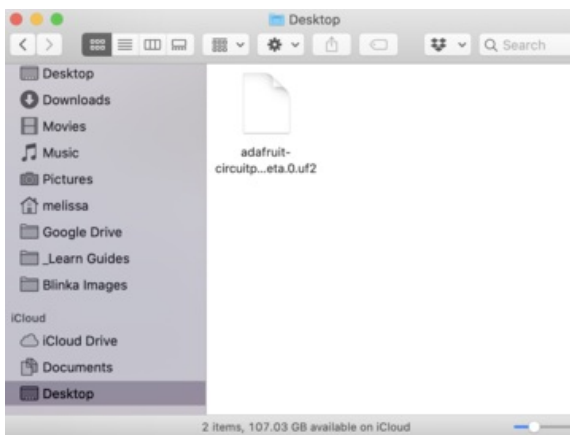 Desktop
Search
Desktop
Downloads
Movies
Music
Pictures
melissa
Google Drive
_Learn Guides
Blinka Images
iCloud
iCloud Drive
Documents
Desktop
adafruit-
circuitp...eta.0.uf2
2 items, 107.03 GB available on iCloud